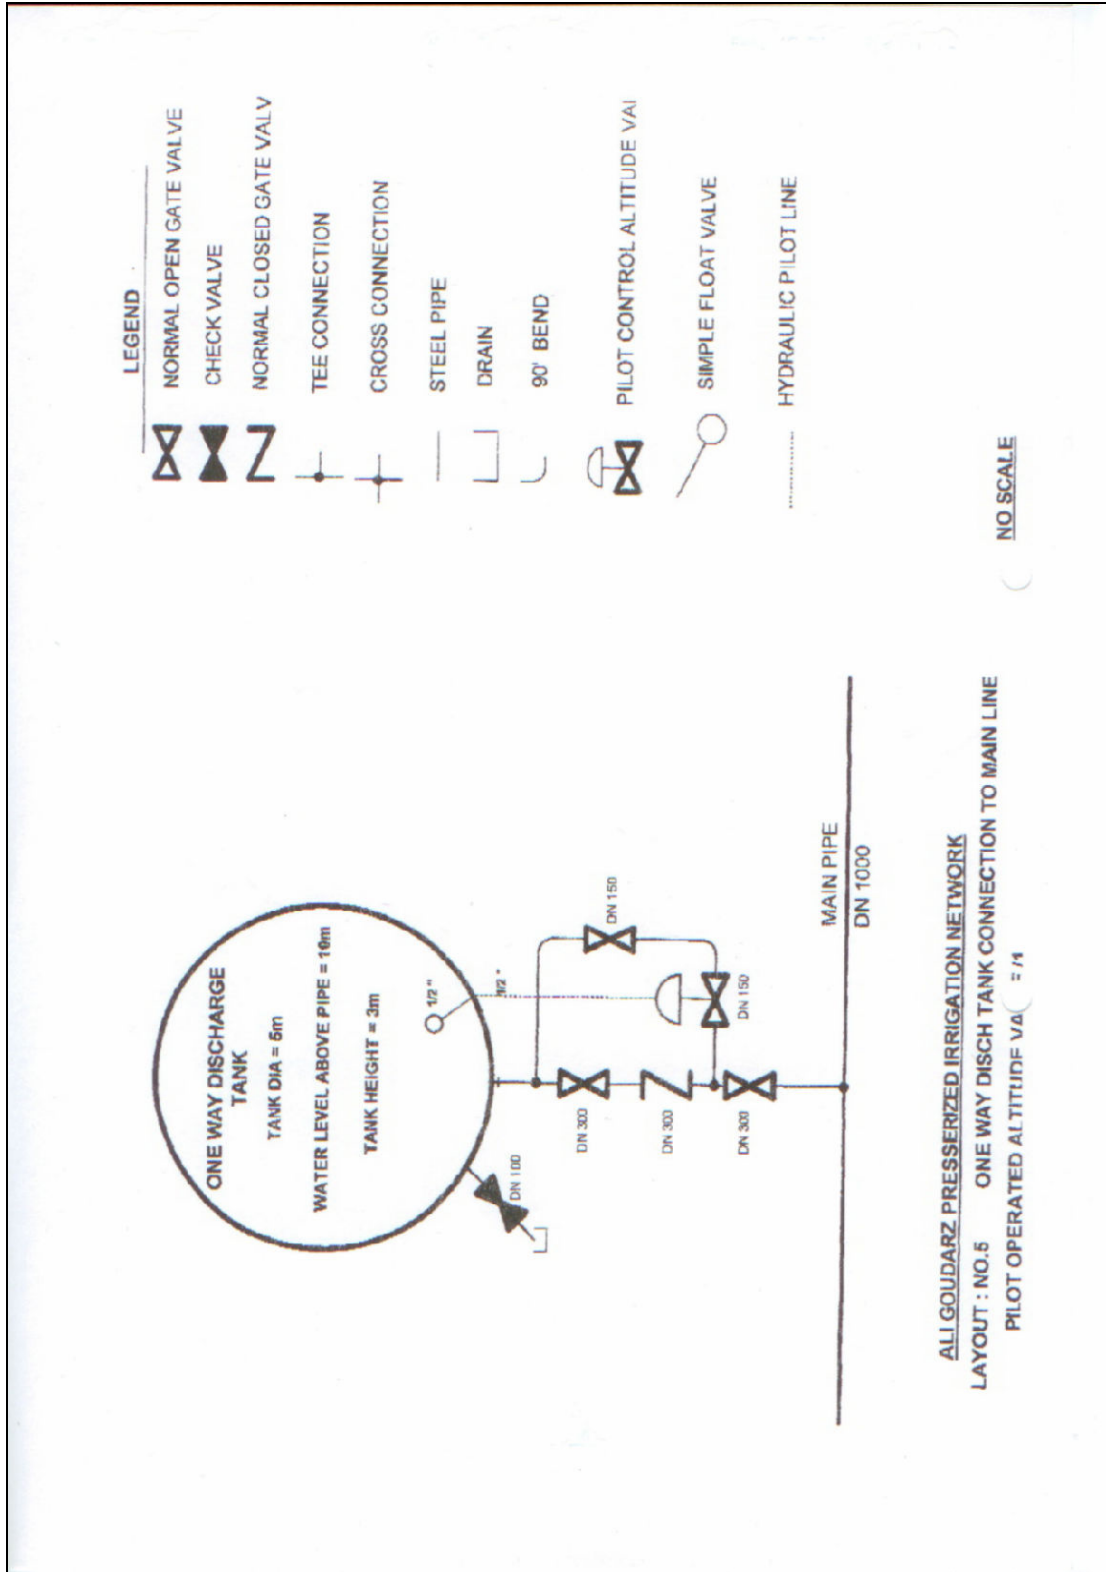 LEGEND
NORMAL OPEN GATE VALVE
CHECK VALVE
NORMAL CLOSED GATE VALV
TEE CONNECTION
CROSS CONNECTION
STEEL PIPE
DRAIN
90' BEND
PILOT CONTROL ALTITUDE VAI
SIMPLE FLOAT VALVE
HYDRAULIC PILOT LINE
NO SCALE
ONE WAY DISCHARGE
TANK
TANK DIA = 5m
WATER LEVEL ABOVE PIPE = 10m
TANK HEIGHT = 3m
1/2 "
1/2 "
DN 100
DN 150
DN 300
DN 300
DN 150
DN 300
MAIN PIPE
DN 1000
ALI GOUDARZ PRESSERIZED IRRIGATION NETWORK
LAYOUT : NO.5 ONE WAY DISCH TANK CONNECTION TO MAIN LINE
PILOT OPERATED ALTITUDE